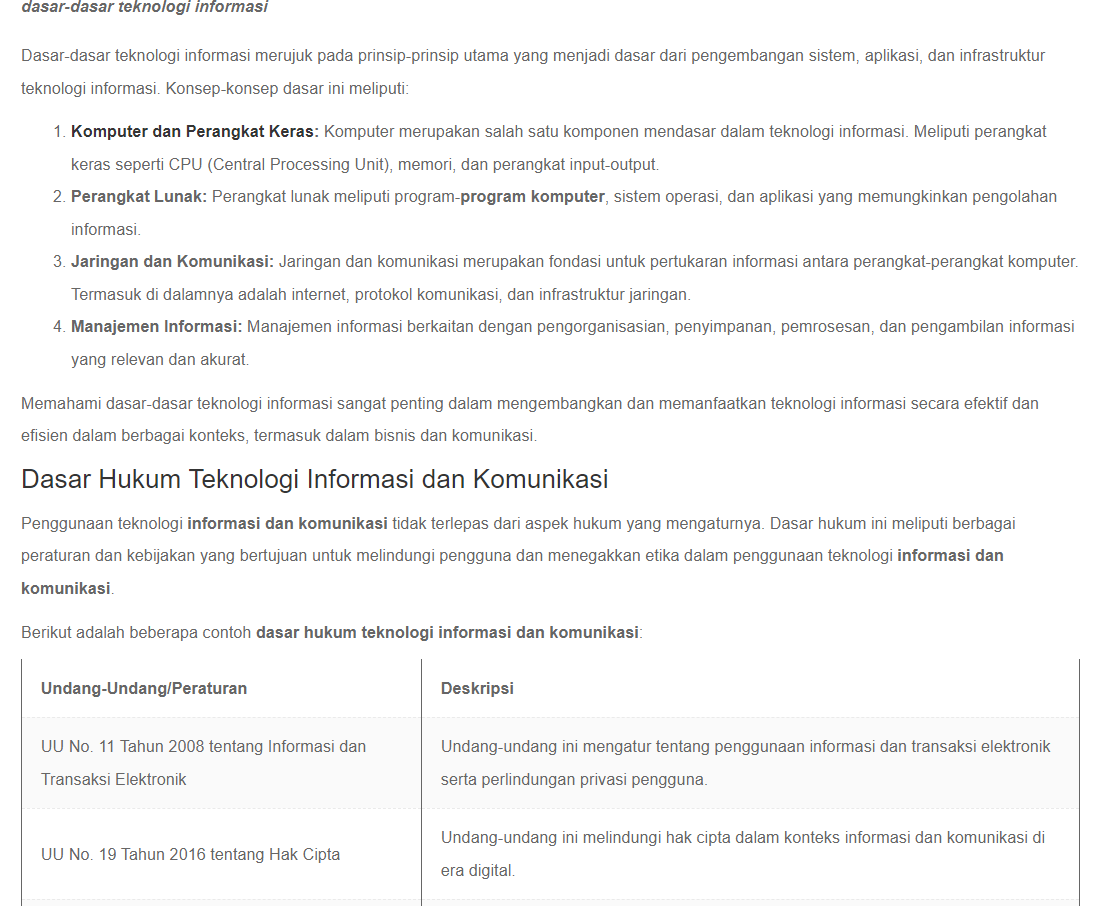 dasar-dasar teknologi informasi
Dasar-dasar teknologi informasi merujuk pada prinsip-prinsip utama yang menjadi dasar dari pengembangan sistem, aplikasi, dan infrastruktur
teknologi informasi. Konsep-konsep dasar ini meliputi:
1. Komputer dan Perangkat Keras: Komputer merupakan salah satu komponen mendasar dalam teknologi informasi. Meliputi perangkat
keras seperti CPU (Central Processing Unit), memori, dan perangkat input-output.
2. Perangkat Lunak: Perangkat lunak meliputi program-program komputer, sistem operasi, dan aplikasi yang memungkinkan pengolahan
informasi.
3. Jaringan dan Komunikasi: Jaringan dan komunikasi merupakan fondasi untuk pertukaran informasi antara perangkat-perangkat komputer.
Termasuk di dalamnya adalah internet, protokol komunikasi, dan infrastruktur jaringan.
4. Manajemen Informasi: Manajemen informasi berkaitan dengan pengorganisasian, penyimpanan, pemrosesan, dan pengambilan informasi
yang relevan dan akurat.
Memahami dasar-dasar teknologi informasi sangat penting dalam mengembangkan dan memanfaatkan teknologi informasi secara efektif dan
efisien dalam berbagai konteks, termasuk dalam bisnis dan komunikasi.
Dasar Hukum Teknologi Informasi dan Komunikasi
Penggunaan teknologi informasi dan komunikasi tidak terlepas dari aspek hukum yang mengaturnya. Dasar hukum ini meliputi berbagai
peraturan dan kebijakan yang bertujuan untuk melindungi pengguna dan menegakkan etika dalam penggunaan teknologi informasi dan
komunikasi.
Berikut adalah beberapa contoh dasar hukum teknologi informasi dan komunikasi:
Undang-Undang/Peraturan
Deskripsi
UU No. 11 Tahun 2008 tentang Informasi dan
Transaksi Elektronik
Undang-undang ini mengatur tentang penggunaan informasi dan transaksi elektronik
serta perlindungan privasi pengguna.
UU No. 19 Tahun 2016 tentang Hak Cipta
Undang-undang ini melindungi hak cipta dalam konteks informasi dan komunikasi di
era digital.